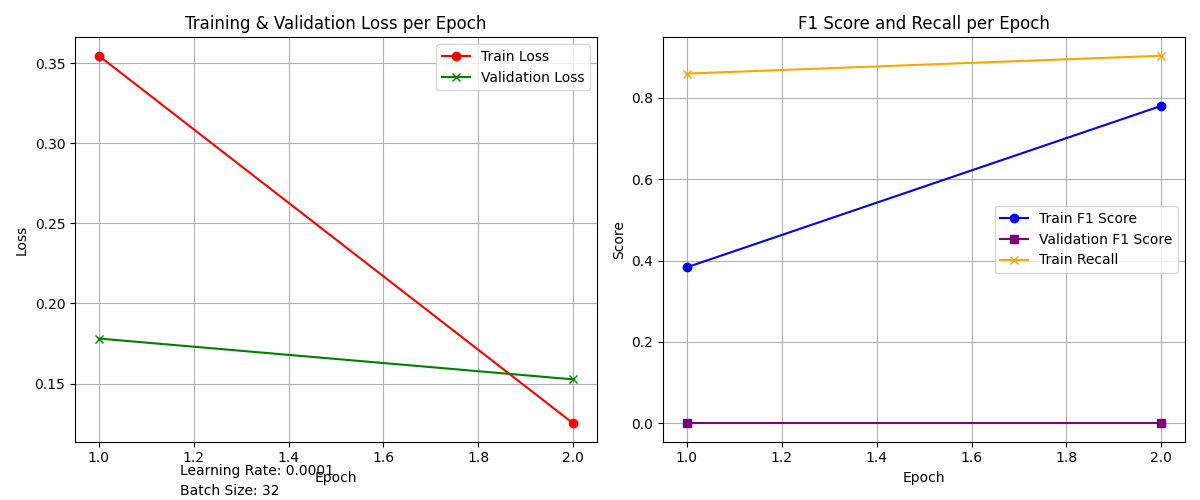 Training & Validation Loss per Epoch
Loss
0.35
0.30
0.25
0.20
0.15
Train Loss
Validation Loss
1.0 1.2 1.4 1.6 1.8 2.0
Epoch
Learning Rate: 0.0001
Batch Size: 32
F1 Score and Recall per Epoch
Score
0.8
0.6
0.4
0.2
0.0
Train F1 Score
Validation F1 Score
Train Recall
1.0 1.2 1.4 1.6 1.8 2.0
Epoch